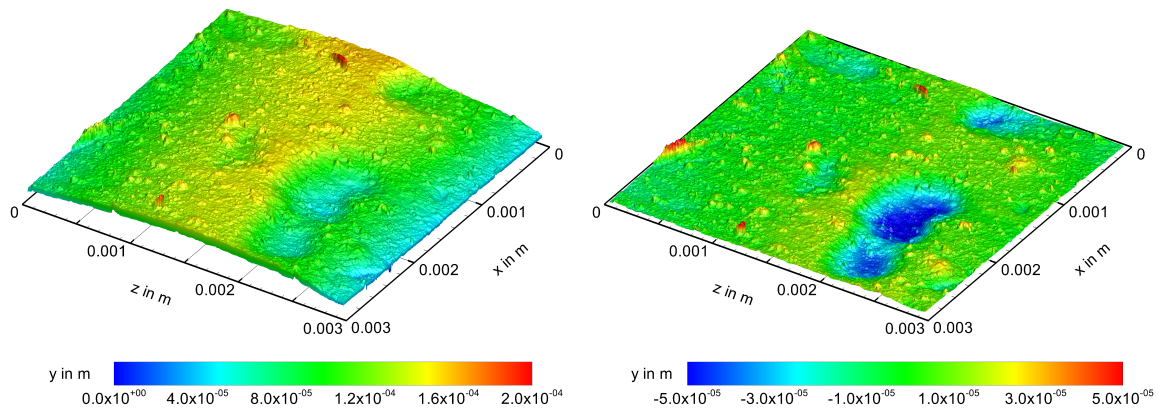 0
0
0.001
0.001
0.002
0.002
x in m
z in m
0.003
0.003
y in m
0.0x10+00
4.0x10-05
8.0x10-05
1.2x10-04
1.6x10-04
2.0x10-04
0
0
0.001
0.001
0.002
0.002
x in m
z in m
0.003
0.003
y in m
-5.0x10-05
-3.0x10-05
-1.0x10-05
1.0x10-05
3.0x10-05
5.0x10-05